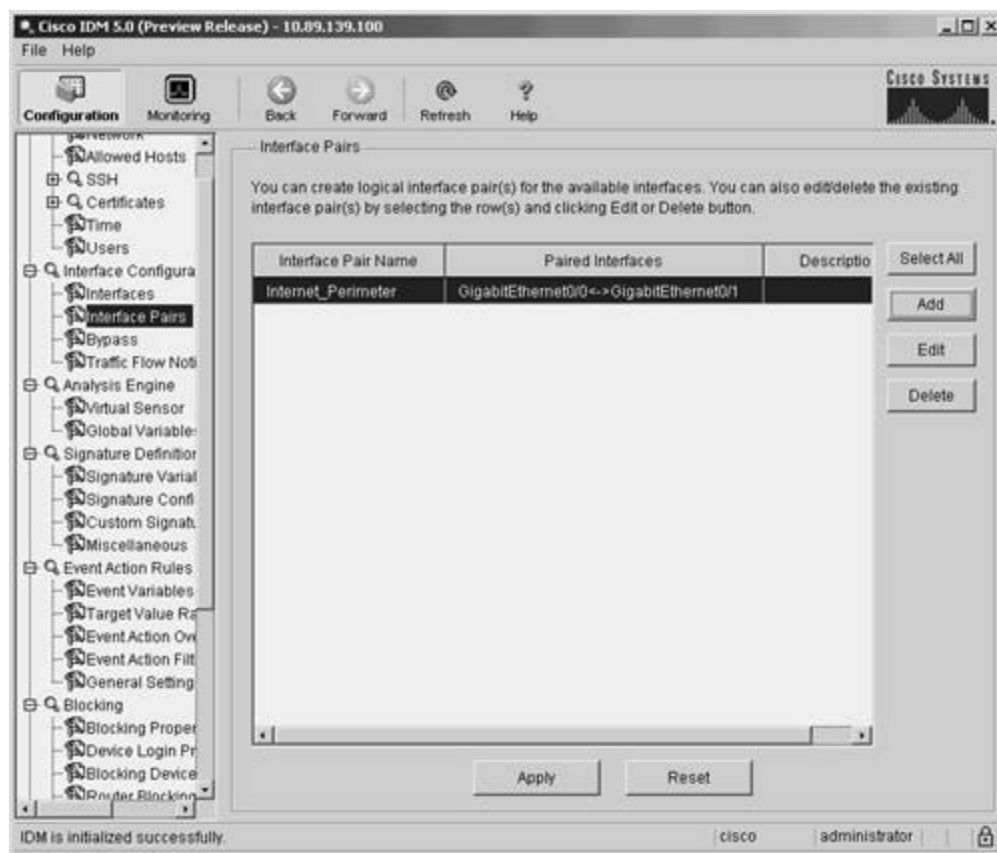 Cisco IDM 5.0 (Preview Release) - 10.89.139.100
File Help
Configuration Monitoring Back Forward Refresh Help
CISCO SYSTEMS
Network
Allowed Hosts
SSH
Certificates
Time
Users
Interface Configura
Interfaces
Interface Pairs
Bypass
Traffic Flow Noti
Analysis Engine
Virtual Sensor
Global Variable
Signature Definition
Signature Varial
Signature Confi
Custom Signatu
Miscellaneous
Event Action Rules
Event Variables
Target Value Ra
Event Action Ove
Event Action Filt
General Setting
Blocking
Blocking Proper
Device Login Pr
Blocking Device
Router Blocking
Interface Pairs
You can create logical interface pair(s) for the available interfaces. You can also edit/delete the existing
interface pair(s) by selecting the row(s) and clicking Edit or Delete button.
Interface Pair Name Paired Interfaces Descriptio
Internet_Perimeter GigabitEthernet0/0<->GigabitEthernet0/1
Select All
Add
Edit
Delete
Apply Reset
IDM is initialized successfully. cisco administrator